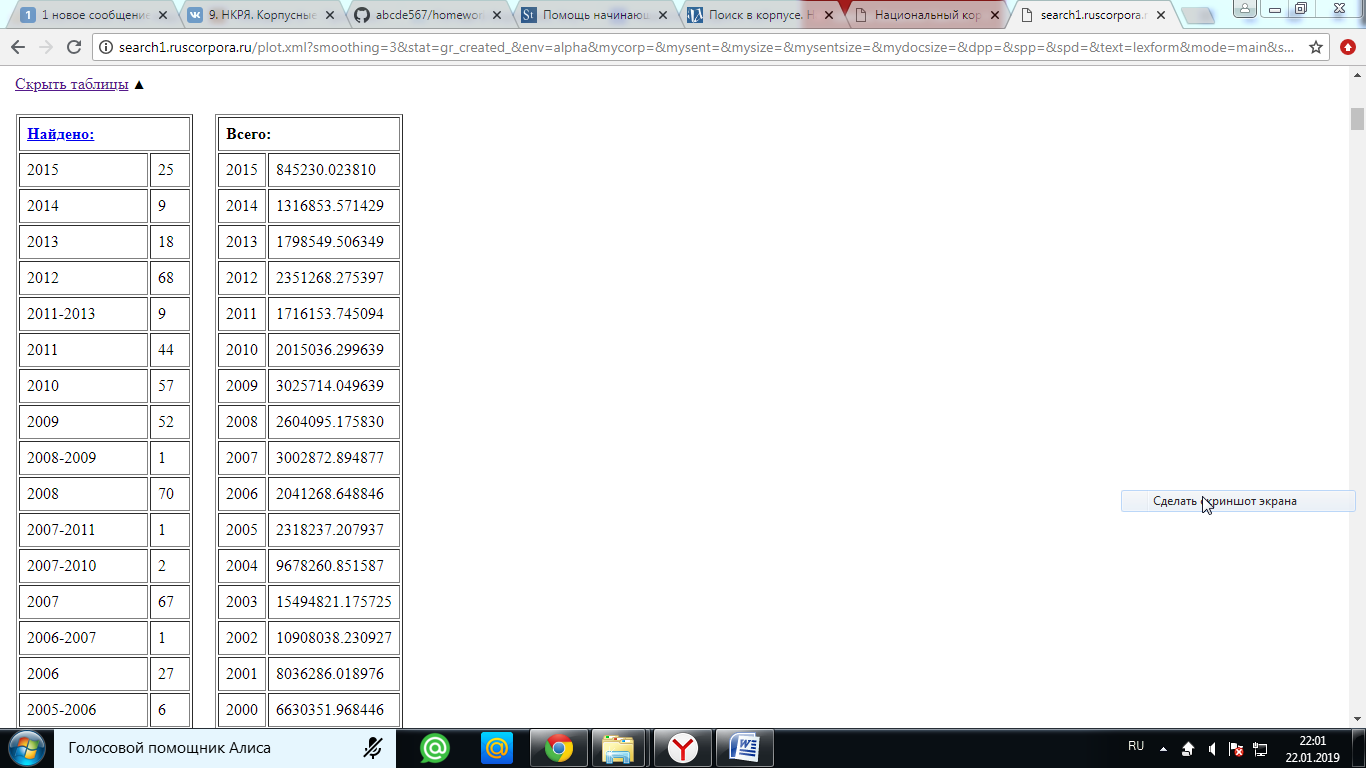 1 новое сообщение
9. НКРЯ. Корпусные
abcde567/homewor
Помощь начинающ
Поиск в корпусе. Н
Национальный кор
search1.ruscorpora.
search1.ruscorpora.ru/plot.xml?smoothing=3&stat=gr_created_&env=alpha&mycorp=&mysent=&mysize=&mysentsize=&mydocsize=&dpp=&spp=&spd=&text=lexform&mode=main&s...
Скрыть таблицы ▲
Найдено: Всего:
2015 25 2015 845230.023810
2014 9 2014 1316853.571429
2013 18 2013 1798549.506349
2012 68 2012 2351268.275397
2011-2013 9 2011 1716153.745094
2011 44 2010 2015036.299639
2010 57 2009 3025714.049639
2009 52 2008 2604095.175830
2008-2009 1 2007 3002872.894877
2008 70 2006 2041268.648846
2007-2011 1 2005 2318237.207937
2007-2010 2 2004 9678260.851587
2007 67 2003 15494821.175725
2006-2007 1 2002 10908038.230927
2006 27 2001 8036286.018976
2005-2006 6 2000 6630351.968446
Сделать скриншот экрана
Голосовой помощник Алиса
RU
22:01
22.01.2019